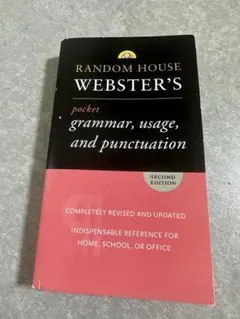 RANDOM HOUSE
WEBSTER'S
pocket
grammar, usage,
and punctuation
SECOND
EDITION
COMPLETELY REVISED AND UPDATED
INDISPENSABLE REFERENCE FOR
HOME, SCHOOL, OR OFFICE